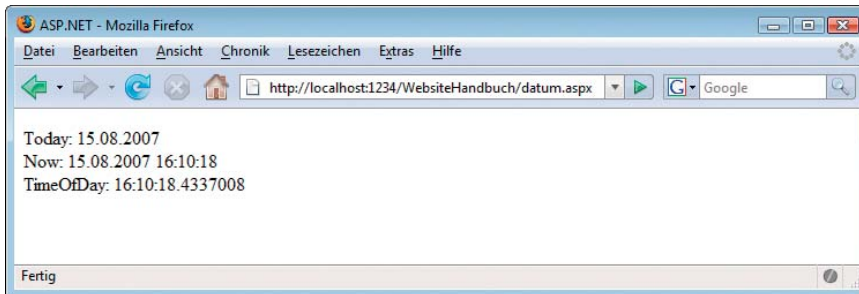 ASP.NET - Mozilla Firefox
Datei Bearbeiten Ansicht Chronik Lesezeichen Extras Hilfe
http://localhost:1234/WebsiteHandbuch/datum.aspx G Google
Today: 15.08.2007
Now: 15.08.2007 16:10:18
TimeOfDay: 16:10:18.4337008
Fertig